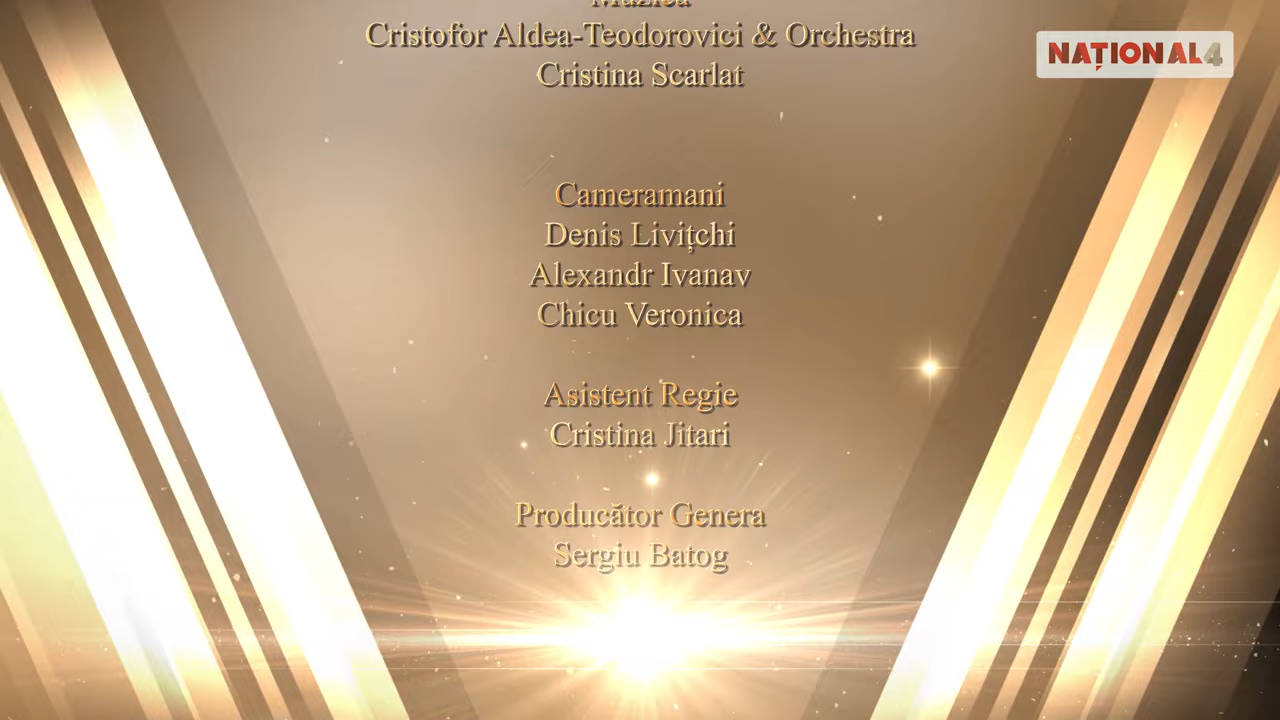 Muzica
Cristofor Aldea-Teodorovici & Orchestra
Cristina Scarlat
Cameramani
Denis Livițchi
Alexandr Ivanav
Chicu Veronica
Asistent Regie
Cristina Jitari
Producător Genera
Sergiu Batog
NAȚIONAL4